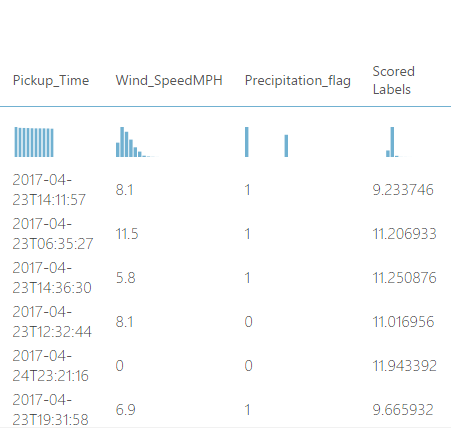 Pickup_Time Wind_SpeedMPH Precipitation_flag Scored
Labels
2017-04-
23T14:11:57 8.1 1 9.233746
2017-04-
23T06:35:27 11.5 1 11.206933
2017-04-
23T14:36:30 5.8 1 11.250876
2017-04-
23T12:32:44 8.1 0 11.016956
2017-04-
24T23:21:16 0 0 11.943392
2017-04-
23T19:31:58 6.9 1 9.665932